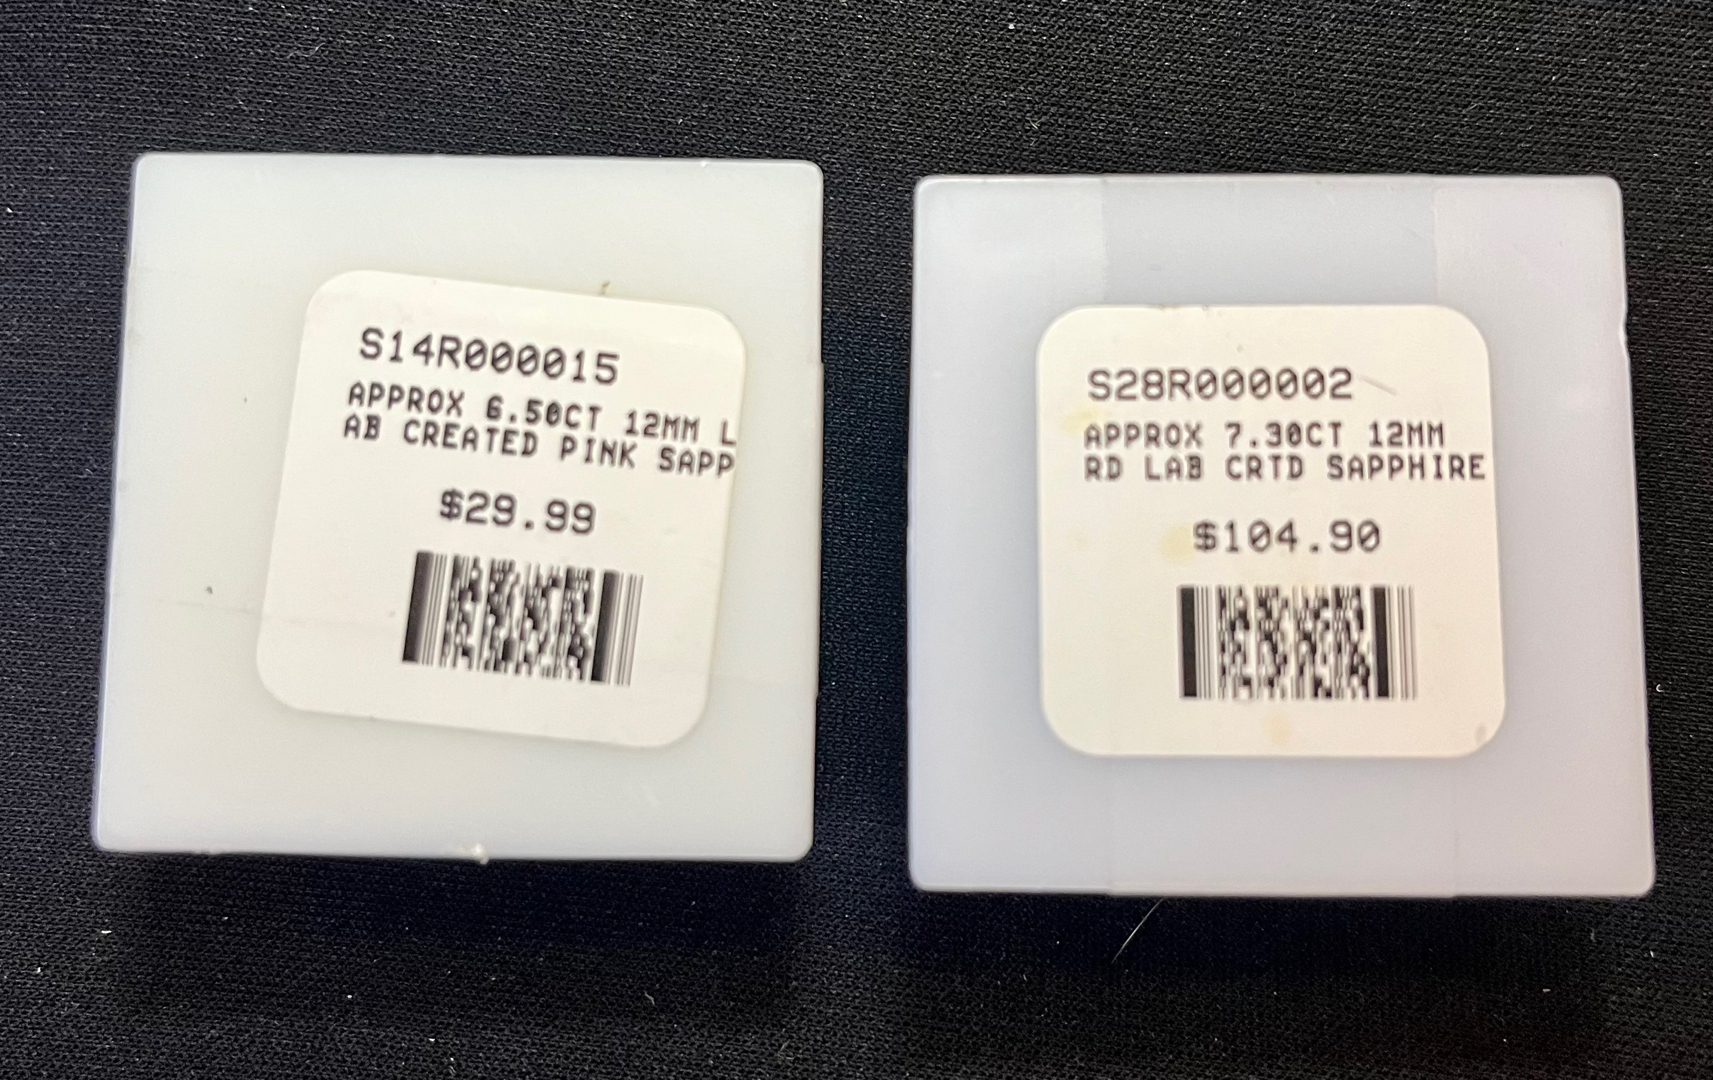 S14R000015
APPROX 6.50CT 12MM L
AB CREATED PINK SAPP
$29.99
S28R000002
APPROX 7.30CT 12MM
RD LAB CRTD SAPPHIRE
$104.90